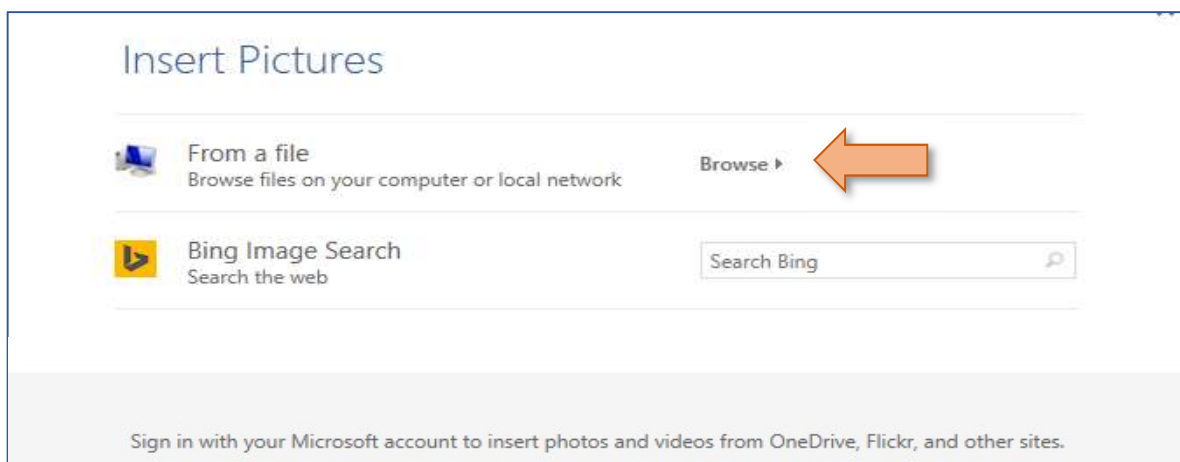 Insert Pictures
From a file
Browse files on your computer or local network
Browse
Bing Image Search
Search the web
Search Bing
Sign in with your Microsoft account to insert photos and videos from OneDrive, Flickr, and other sites.